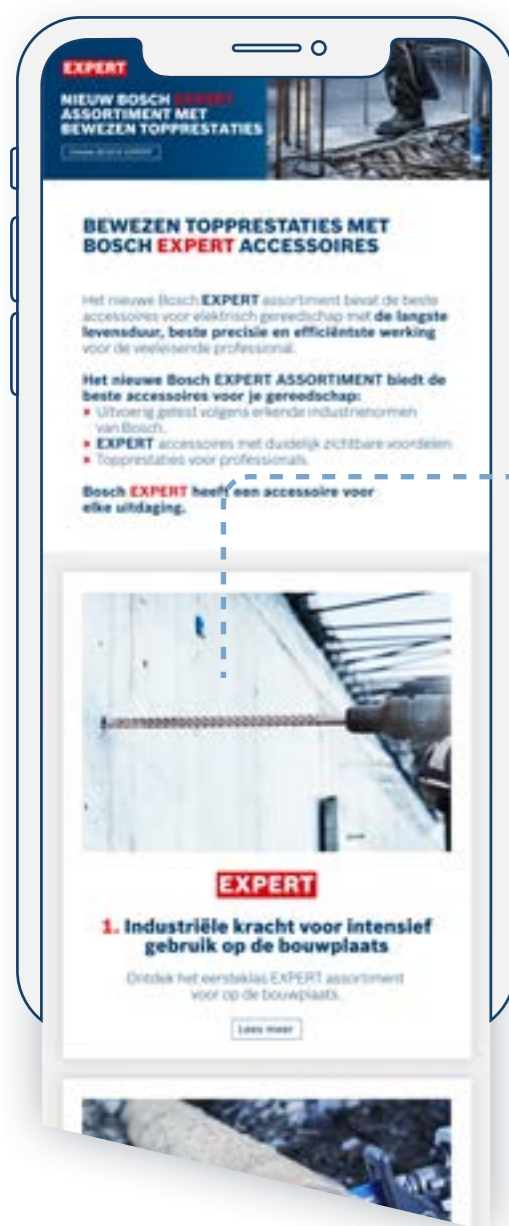 EXPERT
NIEUW BOSCH EXPERT
ASSORTIMENT MET
BEWEZEN TOPPRESTATIES
BEWEZEN TOPPRESTATIES MET
BOSCH EXPERT ACCESSOIRES
Het nieuwe Bosch EXPERT assortiment bevat de beste
accessoires voor elektrisch gereedschap met de langste
levensduur, beste precisie en efficiëntste werking
voor de veeleisende professional.
Het nieuwe Bosch EXPERT ASSORTIMENT biedt de
beste accessoires voor je gereedschap:
Uitvoerig getest volgens erkende industrienormen
van Bosch.
EXPERT accessoires met duidelijk zichtbare voordelen
Topprestaties voor professionals.
Bosch EXPERT heeft een accessoire voor
elke uitdaging.
EXPERT
1. Industriële kracht voor intensief
gebruik op de bouwplaats
Ontdek het eersteklas EXPERT assortiment
voor op de bouwplaats.
Lees meer